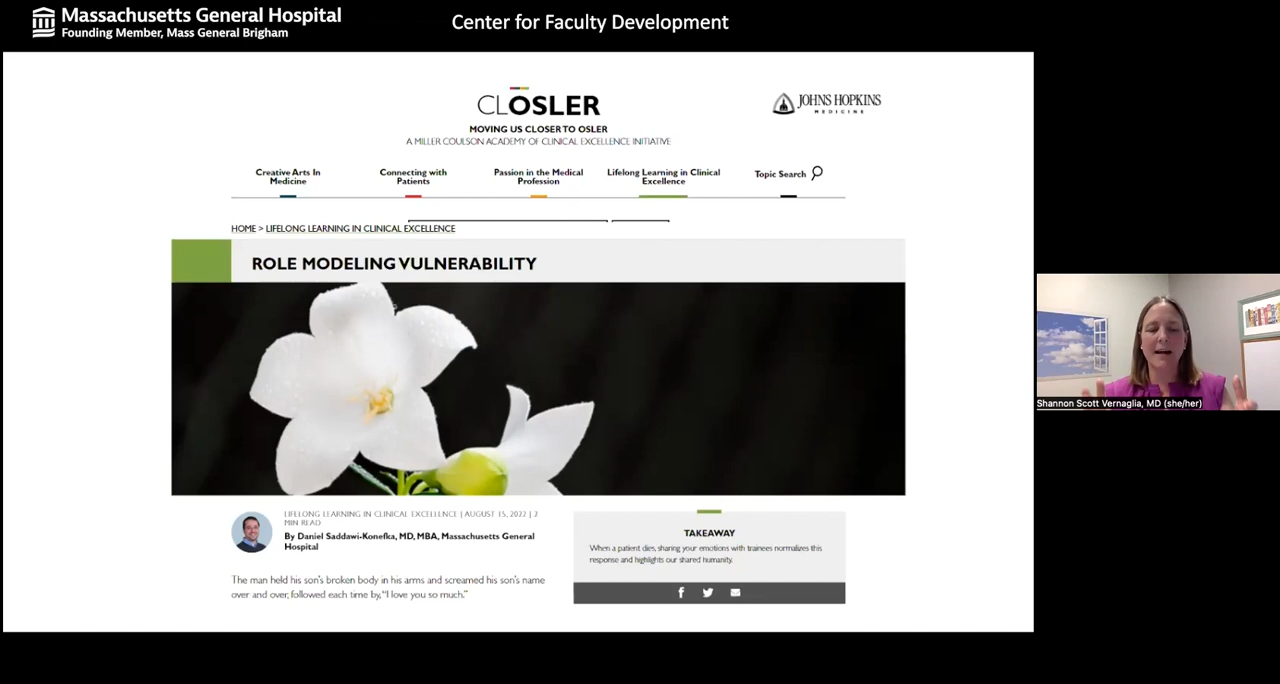 Massachusetts General Hospital
Founding Member, Mass General Brigham
Center for Faculty Development
CLOSLER
MOVING US CLOSER TO OSLER
A MILLER COULSON ACADEMY OF CLINICAL EXCELLENCE INITIATIVE
JOHNS HOPKINS
MEDICINE
Creative Arts In
Medicine
Connecting with
Patients
Passion in the Medical
Profession
Lifelong Learning in Clinical
Excellence
Topic Search
HOME > LIFELONG LEARNING IN CLINICAL EXCELLENCE
ROLE MODELING VULNERABILITY
LIFELONG LEARNING IN CLINICAL EXCELLENCE | AUGUST 15, 2022 | 2
MIN READ
By Daniel Saddawi-Konefka, MD, MBA, Massachusetts General
Hospital
The man held his son's broken body in his arms and screamed his son's name
over and over, followed each time by, "I love you so much."
TAKEAWAY
When a patient dies, sharing your emotions with trainees normalizes this
response and highlights our shared humanity.
Shannon Scott Vernaglia, MD (she/her)